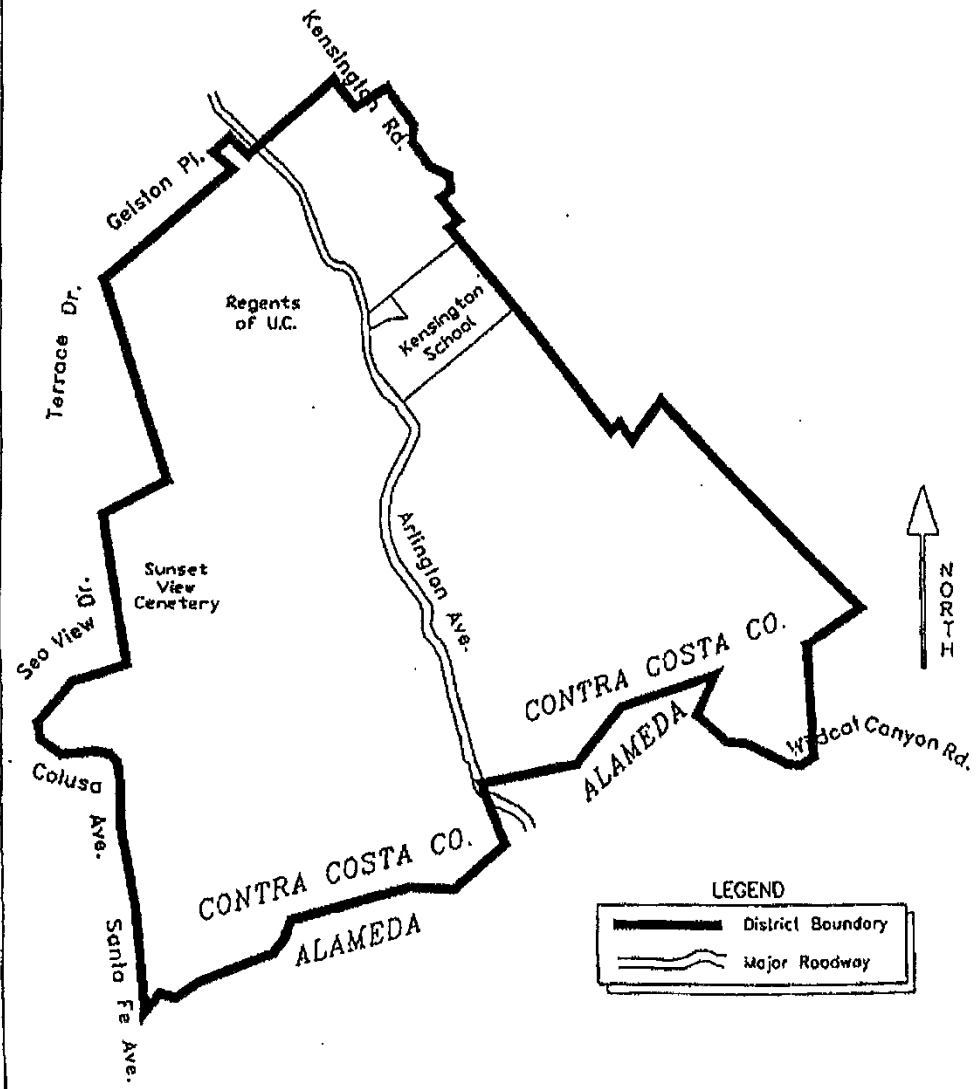 Kensington Rd.
Gelston Pl.
Terrace Dr.
Regents
of U.C.
Kensington
School
Arlington Ave.
Sunset
View
Cenetery
Sea View Dr.
NORTH
CONTRA COSTA CO.
ALAMEDA
Wildcat Canyon Rd.
Colusa Ave.
CONTRA COSTA CO.
ALAMEDA
Santa Fe Ave.
LEGEND
District Boundary
Major Roadway